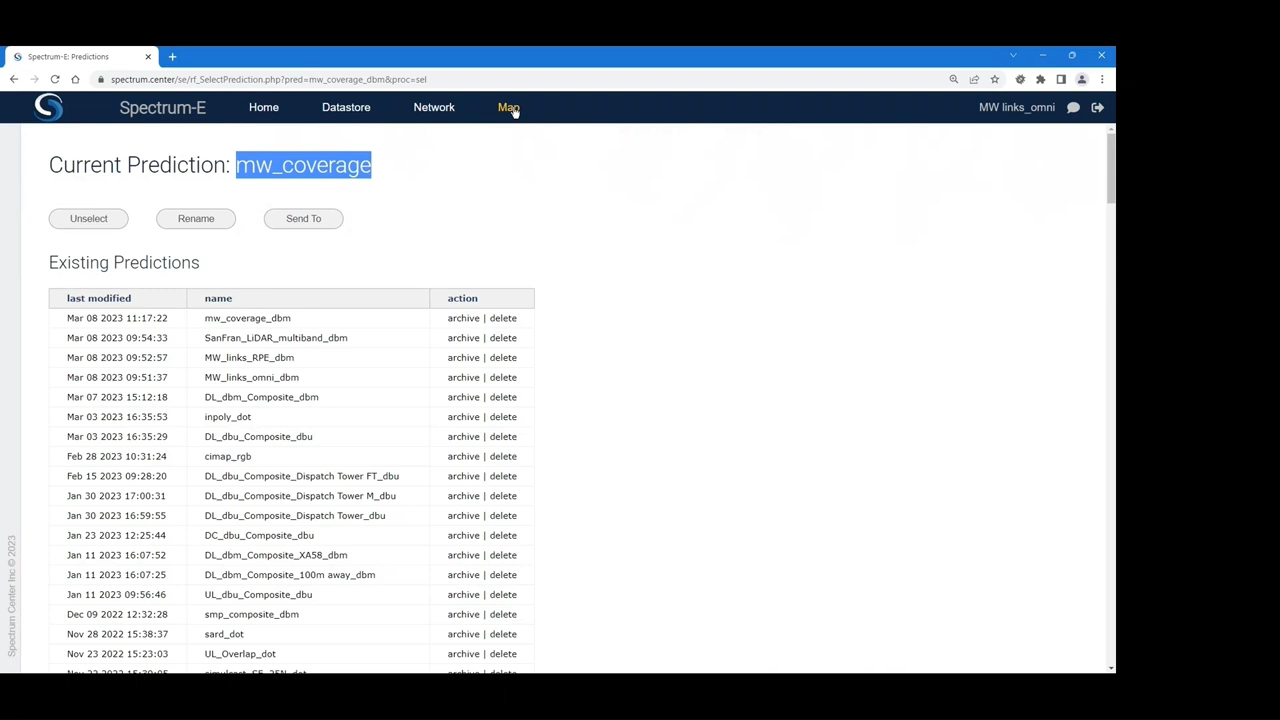 Spectrum-E: Predictions
spectrum.center/se/rf_SelectPrediction.php?pred=mw_coverage_dbm&proc=sel
Spectrum-E Home Datastore Network Map MW links_omni
Current Prediction: mw_coverage
Unselect Rename Send To
Existing Predictions
last modified name action
Mar 08 2023 11:17:22 mw_coverage_dbm archive | delete
Mar 08 2023 09:54:33 SanFran_LiDAR_multiband_dbm archive | delete
Mar 08 2023 09:52:57 MW_links_RPE_dbm archive | delete
Mar 08 2023 09:51:37 MW_links_omni_dbm archive | delete
Mar 07 2023 15:12:18 DL_dbm_Composite_dbm archive | delete
Mar 03 2023 16:35:53 inpoly_dot archive | delete
Mar 03 2023 16:35:29 DL_dbu_Composite_dbu archive | delete
Feb 28 2023 10:31:24 cimap_rgb archive | delete
Feb 15 2023 09:28:20 DL_dbu_Composite_Dispatch Tower FT_dbu archive | delete
Jan 30 2023 17:00:31 DL_dbu_Composite_Dispatch Tower M_dbu archive | delete
Jan 30 2023 16:59:55 DL_dbu_Composite_Dispatch Tower_dbu archive | delete
Jan 23 2023 12:25:44 DC_dbu_Composite_dbu archive | delete
Jan 11 2023 16:07:52 DL_dbm_Composite_XA58_dbm archive | delete
Jan 11 2023 16:07:25 DL_dbm_Composite_100m away_dbm archive | delete
Jan 11 2023 09:56:46 UL_dbu_Composite_dbu archive | delete
Dec 09 2022 12:32:28 smp_composite_dbm archive | delete
Nov 28 2022 15:38:37 sard_dot archive | delete
Nov 23 2022 15:23:03 UL_Overlap_dot archive | delete
Spectrum Center Inc © 2023